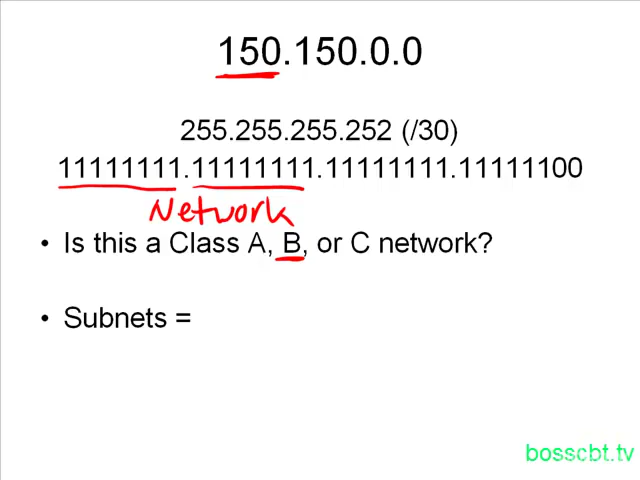 150.150.0.0
255.255.255.252 (/30)
11111111.11111111.11111111.11111100
Network
• Is this a Class A, B, or C network?
• Subnets =
bosscbt.tv